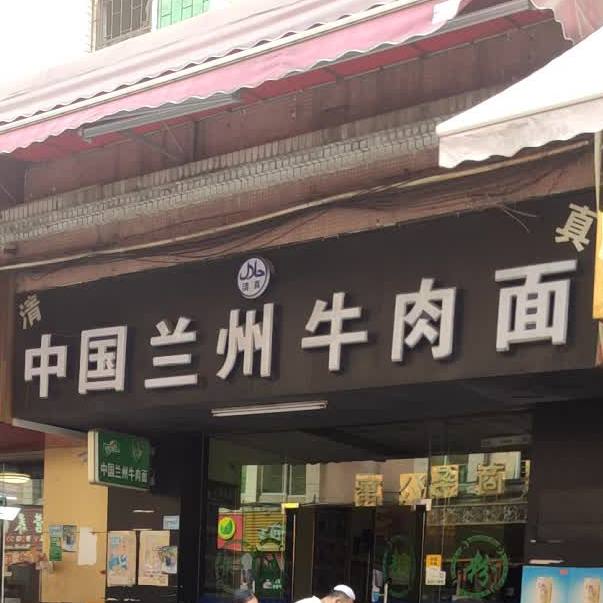 清 真
حلال
清真
中国兰州牛肉面
中国兰州牛肉面